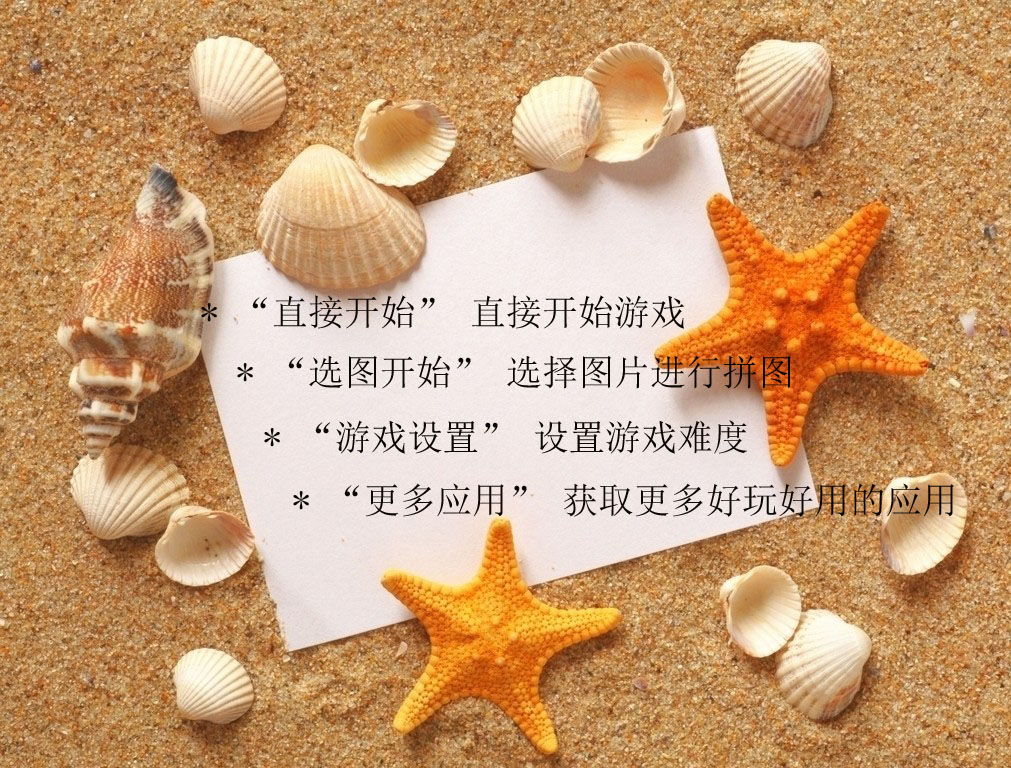 * “直接开始” 直接开始游戏
* “选图开始” 选择图片进行拼图
* “游戏设置” 设置游戏难度
* “更多应用” 获取更多好玩好用的应用